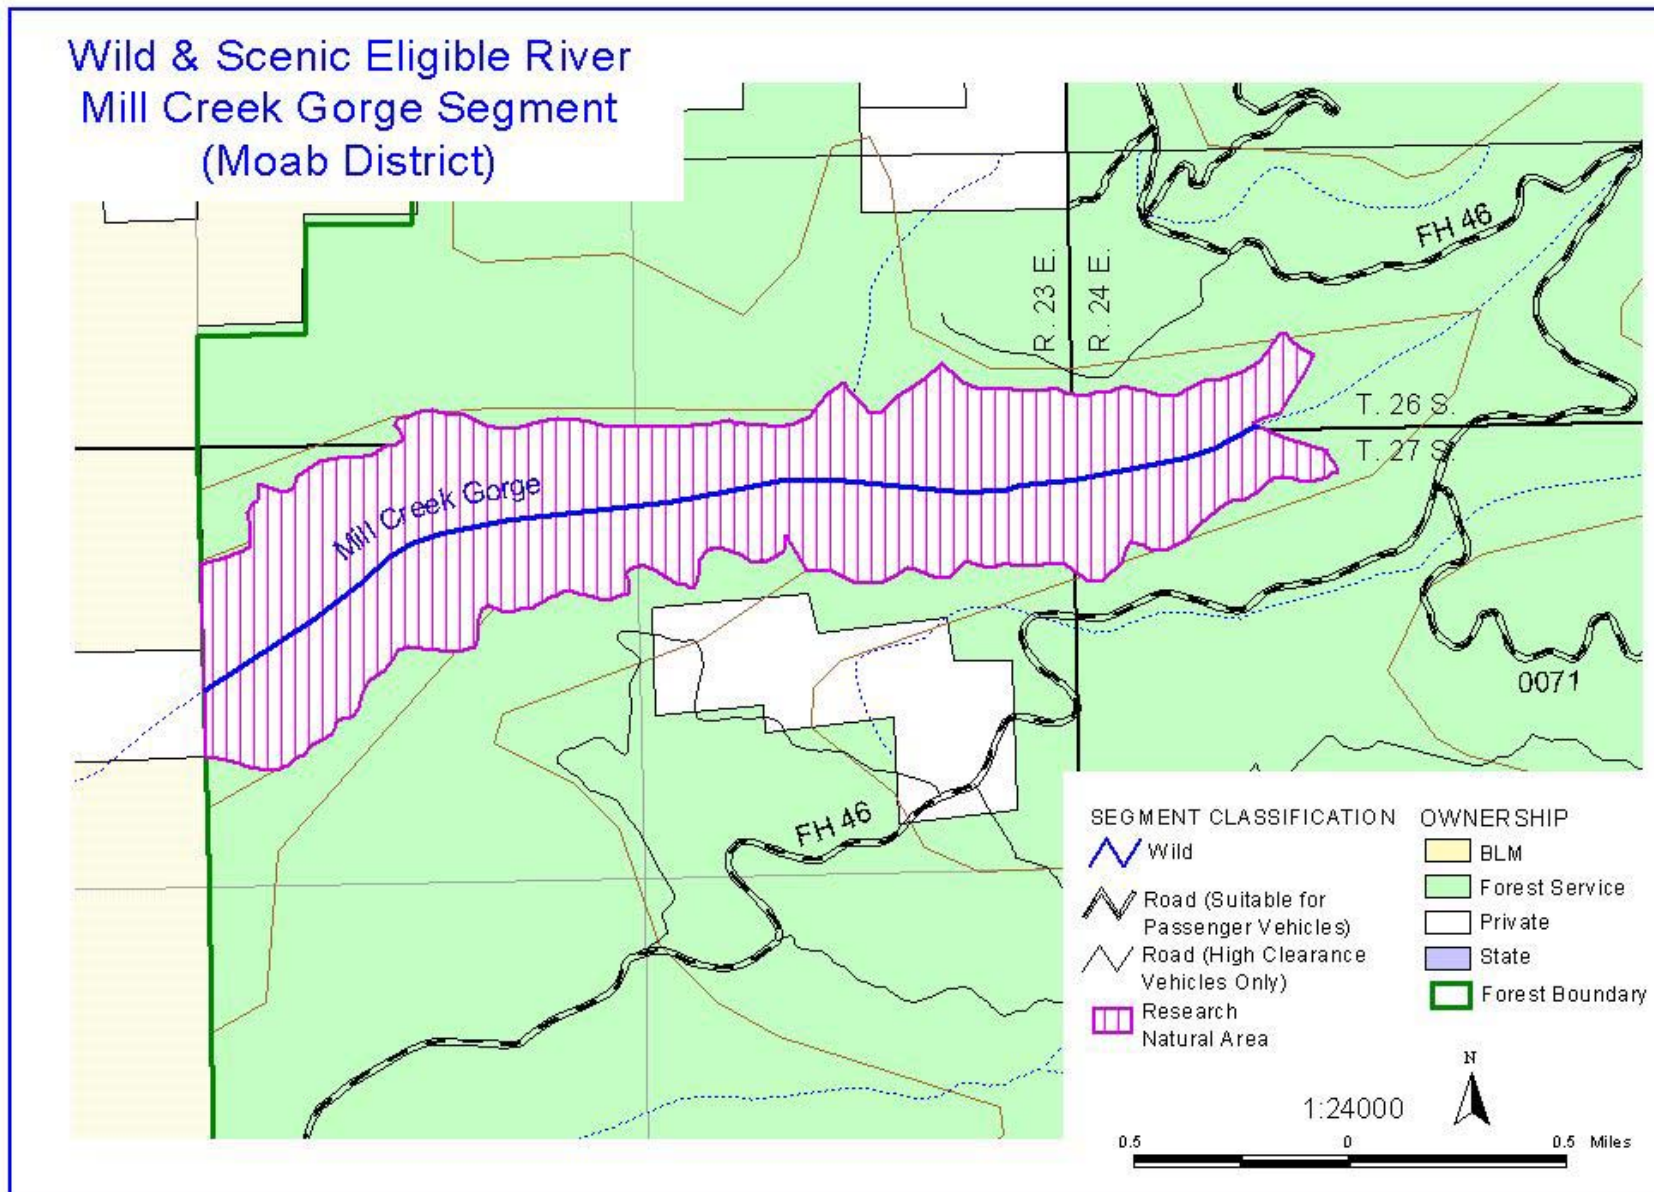 Wild & Scenic Eligible River
Mill Creek Gorge Segment
(Moab District)
FH 46
R. 23 E.
R. 24 E.
T. 26 S.
T. 27 S.
Mill Creek Gorge
0071
FH 46
SEGMENT CLASSIFICATION
Wild
Road (Suitable for
Passenger Vehicles)
Road (High Clearance
Vehicles Only)
Research
Natural Area
OWNERSHIP
BLM
Forest Service
Private
State
Forest Boundary
N
1:24000
0.5 0 0.5 Miles